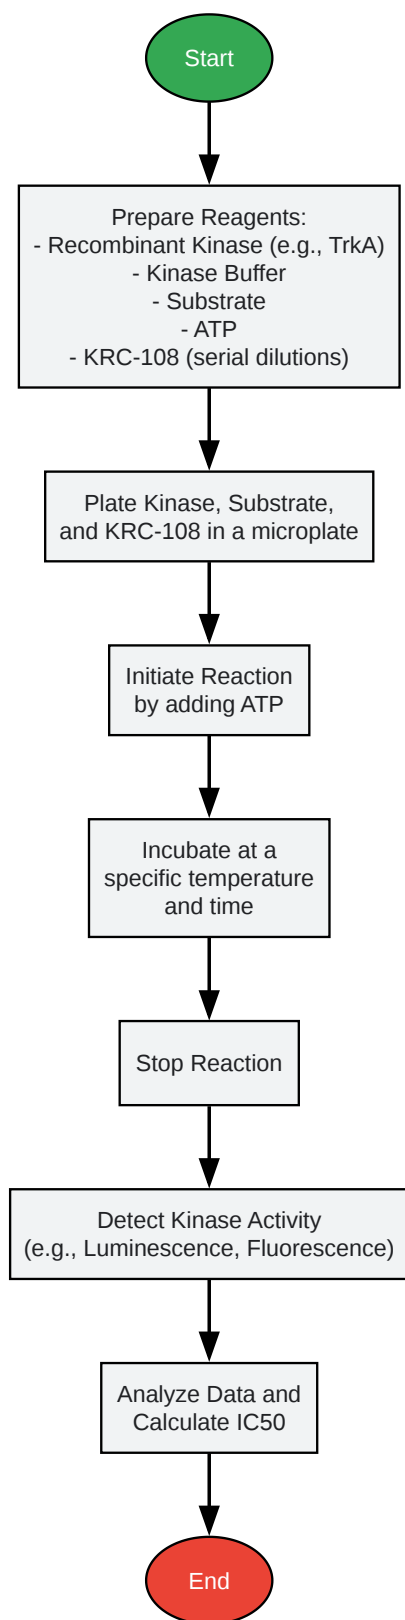 Start
Prepare Reagents:
- Recombinant Kinase (e.g., TrkA)
- Kinase Buffer
- Substrate
- ATP
- KRC-108 (serial dilutions)
Plate Kinase, Substrate,
and KRC-108 in a microplate
Initiate Reaction
by adding ATP
Incubate at a
specific temperature
and time
Stop Reaction
Detect Kinase Activity
(e.g., Luminescence, Fluorescence)
Analyze Data and
Calculate IC50
End